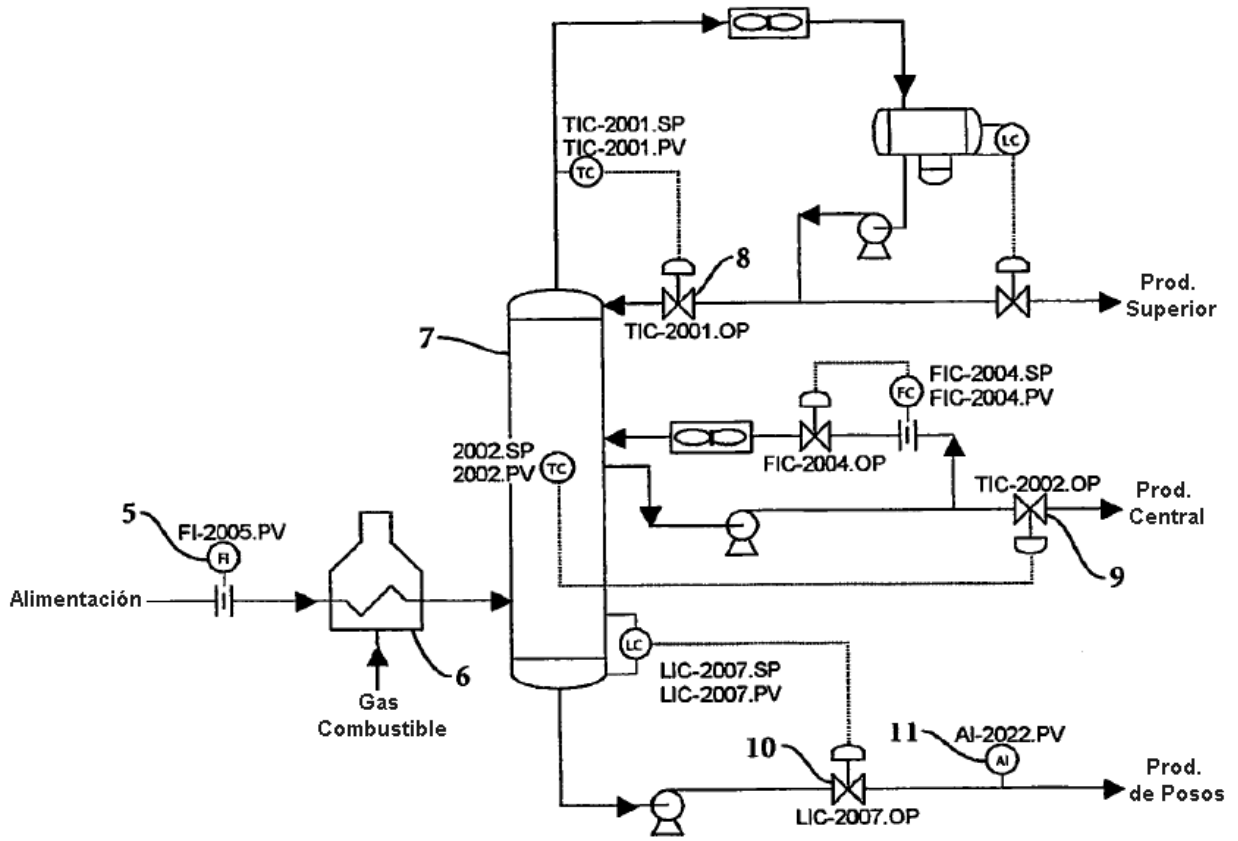 TIC-2001.SP
TIC-2001.PV
TC
LC
8
Prod.
Superior
TIC-2001.OP
7
FIC-2004.SP
FIC-2004.PV
FC
2002.SP
2002.PV
TC
FIC-2004.OP
TIC-2002.OP
Prod.
Central
5
FI-2005.PV
FI
9
Alimentación
6
Gas
Combustible
LC
LIC-2007.SP
LIC-2007.PV
10
11
AI-2022.PV
AI
Prod.
de Posos
LIC-2007.OP